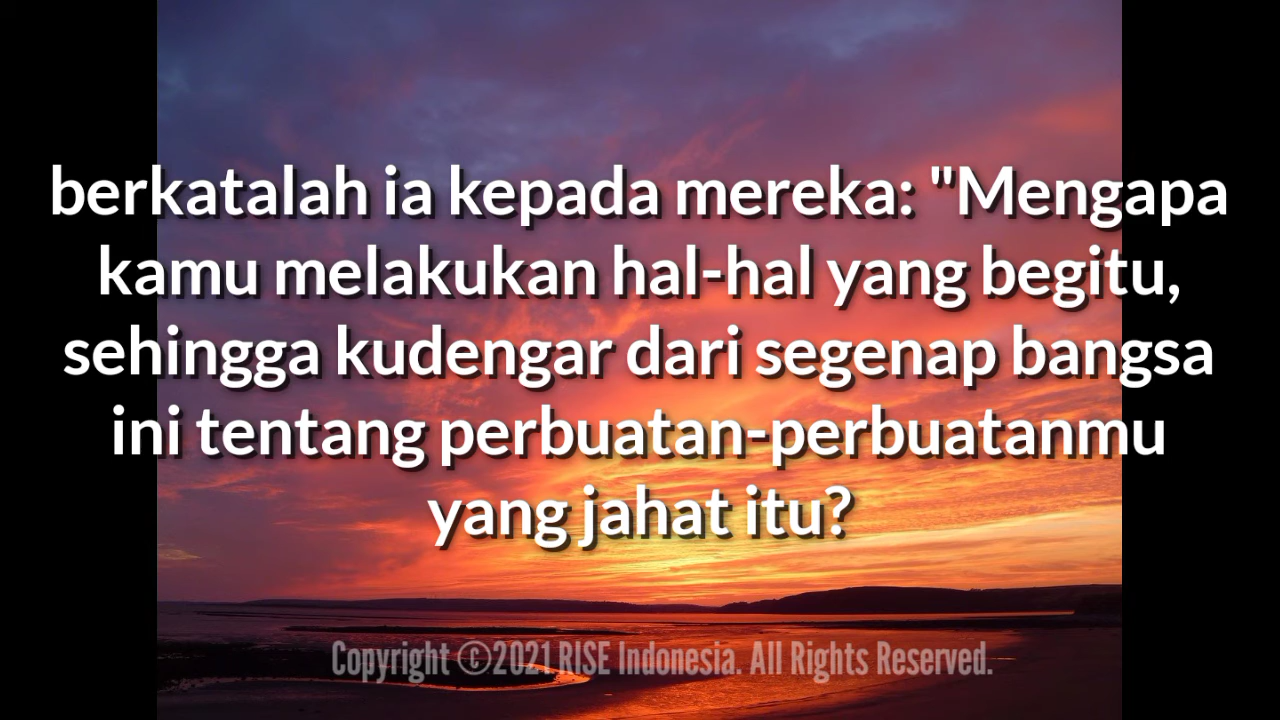 berkatalah ia kepada mereka: "Mengapa
kamu melakukan hal-hal yang begitu,
sehingga kudengar dari segenap bangsa
ini tentang perbuatan-perbuatanmu
yang jahat itu?
Copyright ©2021 RISE Indonesia. All Rights Reserved.